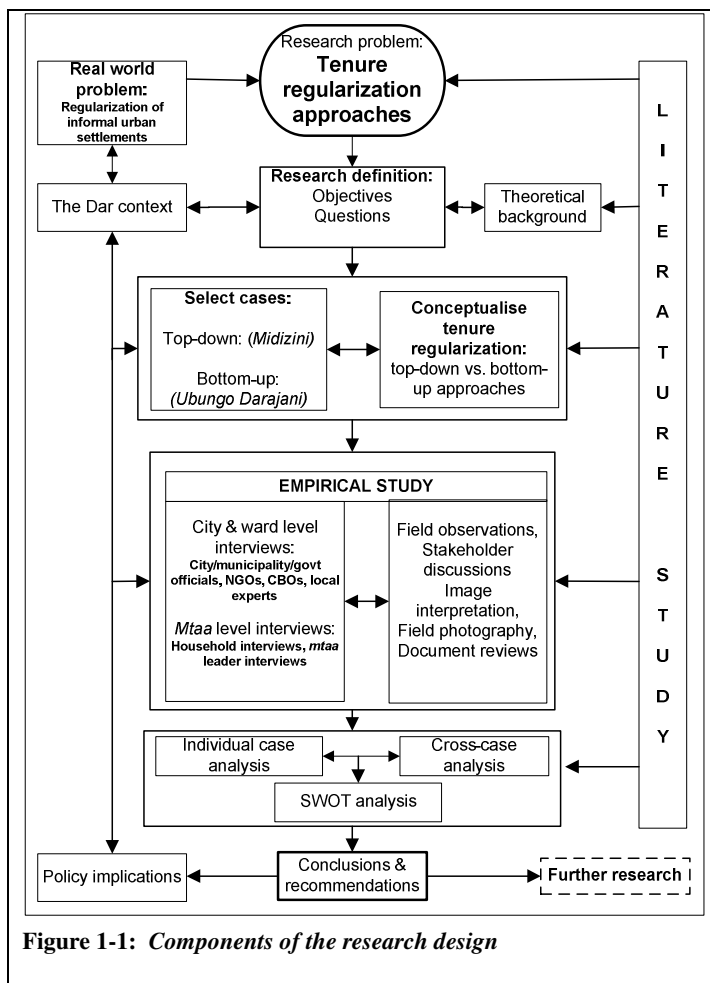 Research problem:
Tenure
regularization
approaches
Real world
problem:
Regularization of
informal urban
settlements
LITERATURE STUDY
The Dar context
Research definition:
Objectives
Questions
Theoretical
background
Select cases:
Top-down: (Midizini)
Bottom-up:
(Ubungo Darajani)
Conceptualise
tenure
regularization:
top-down vs. bottom-
up approaches
EMPIRICAL STUDY
City & ward level
interviews:
City/municipality/govt
officials, NGOs, CBOs, local
experts
Mtaa level interviews:
Household interviews, mtaa
leader interviews
Field observations,
Stakeholder
discussions
Image
interpretation,
Field photography,
Document reviews
Individual case
analysis
Cross-case
analysis
SWOT analysis
Policy implications
Conclusions &
recommendations
Further research
Figure 1-1: Components of the research design